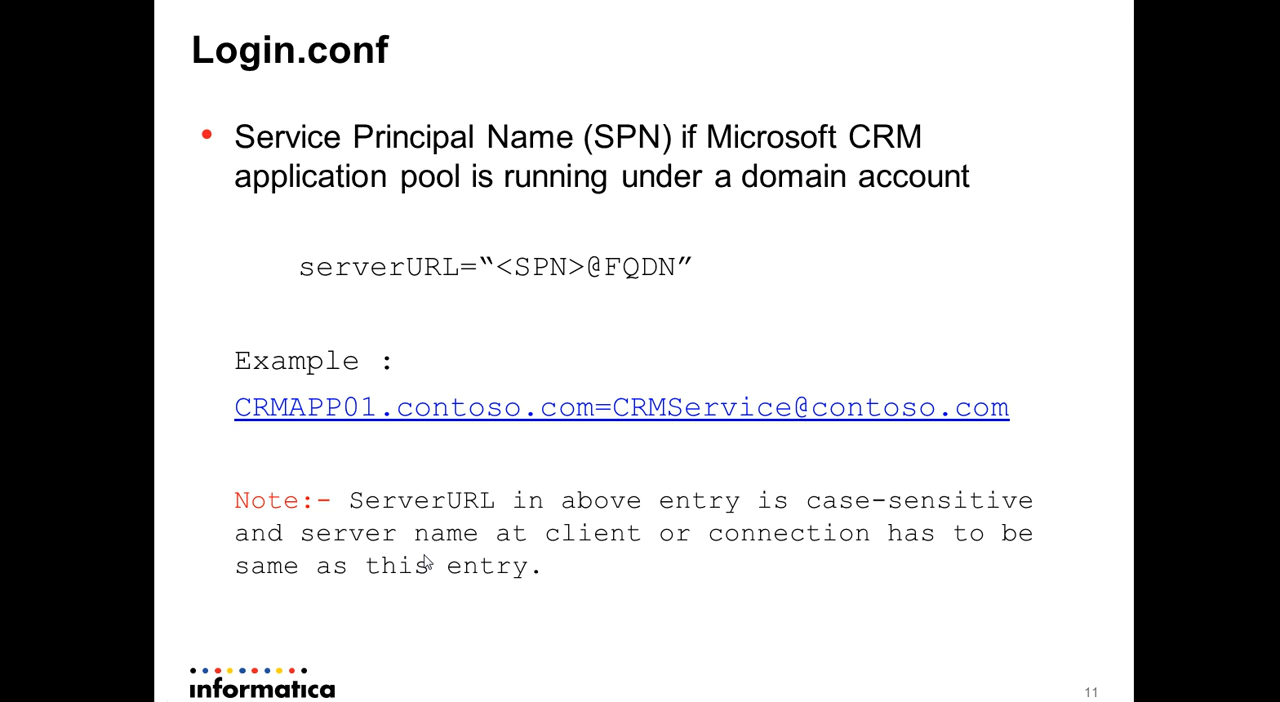 Login.conf
• Service Principal Name (SPN) if Microsoft CRM
application pool is running under a domain account
serverURL=“<SPN>@FQDN”
Example :
CRMAPP01.contoso.com=CRMService@contoso.com
Note:- ServerURL in above entry is case-sensitive
and server name at client or connection has to be
same as this entry.
informatica
11